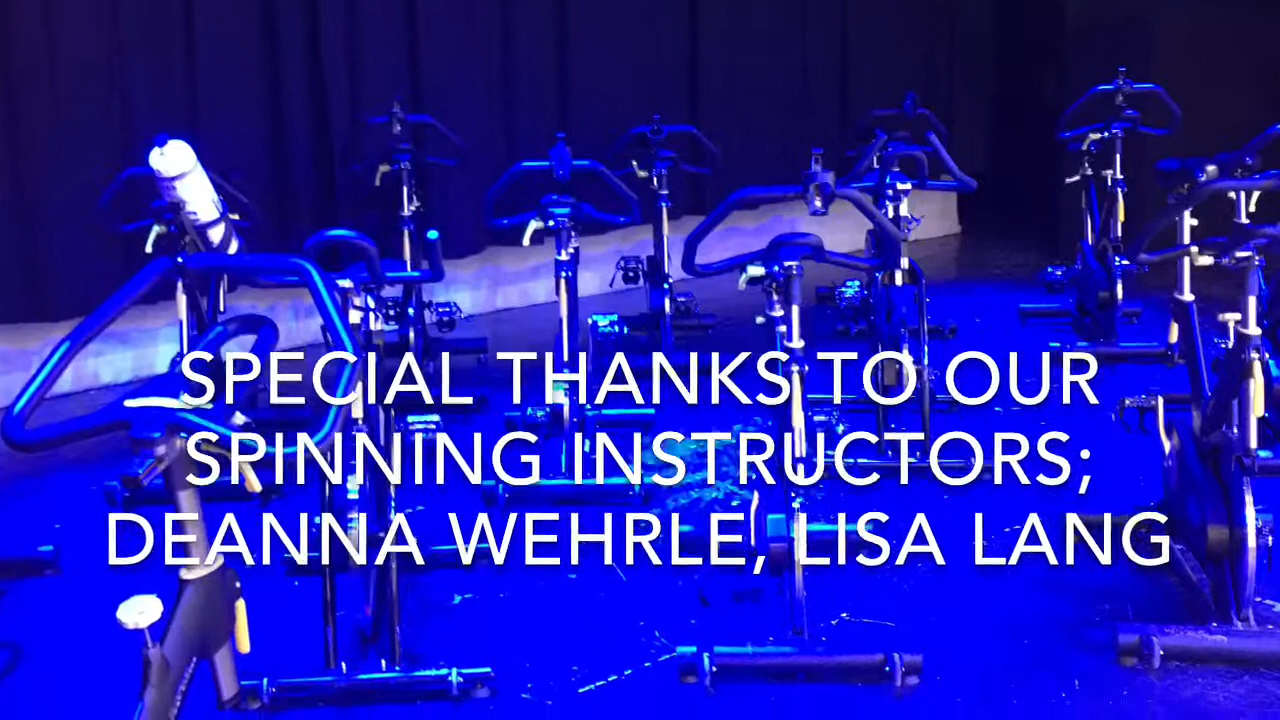 SPECIAL THANKS TO OUR
SPINNING INSTRUCTORS;
DEANNA WEHRLE, LISA LANG